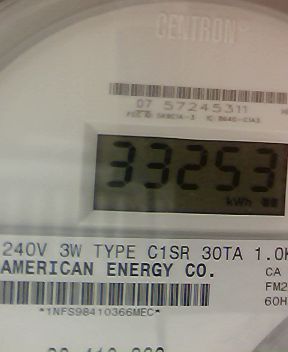 CENTRON®
07 57245311
33253
kWh
240V 3W TYPE C1SR 30TA 1.0K
AMERICAN ENERGY CO.
CA
FM2
60H
*1NFS98410366MEC*